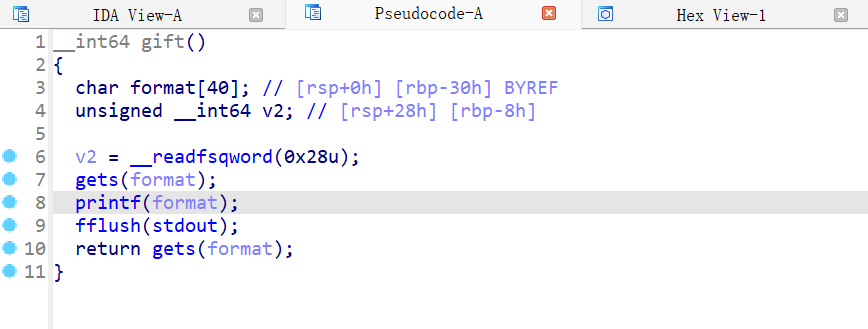 IDA View-A Pseudocode-A Hex View-1
1 __int64 gift()
2 {
3 char format[40]; // [rsp+0h] [rbp-30h] BYREF
4 unsigned __int64 v2; // [rsp+28h] [rbp-8h]
5
6 v2 = __readfsqword(0x28u);
7 gets(format);
8 printf(format);
9 fflush(stdout);
10 return gets(format);
11 }